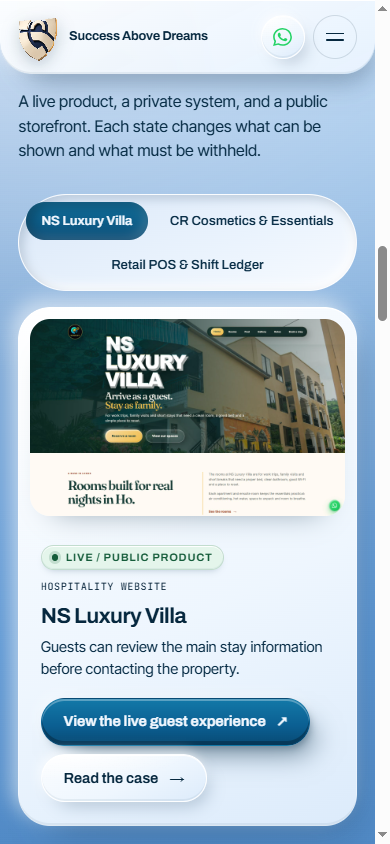 Success Above Dreams
A live product, a private system, and a public
storefront. Each state changes what can be
shown and what must be withheld.
NS Luxury Villa
CR Cosmetics & Essentials
Retail POS & Shift Ledger
NS
LUXURY
VILLA
Arrive as a guest.
Stay as family.
Rooms built for real
nights in Ho.
LIVE / PUBLIC PRODUCT
HOSPITALITY WEBSITE
NS Luxury Villa
Guests can review the main stay information
before contacting the property.
View the live guest experience ↗
Read the case →